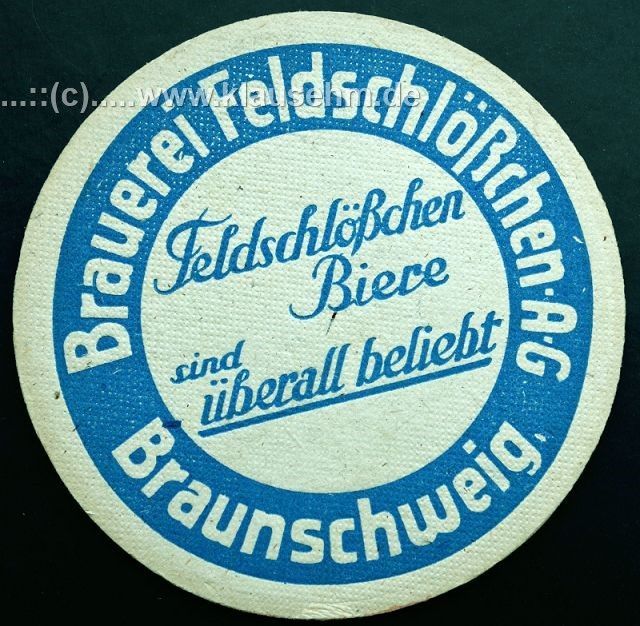 ...::(c).....www.klausehm.de
Brauerei Feldschlößchen-A-G
Feldschlößchen
Biere
sind
überall beliebt
Braunschweig